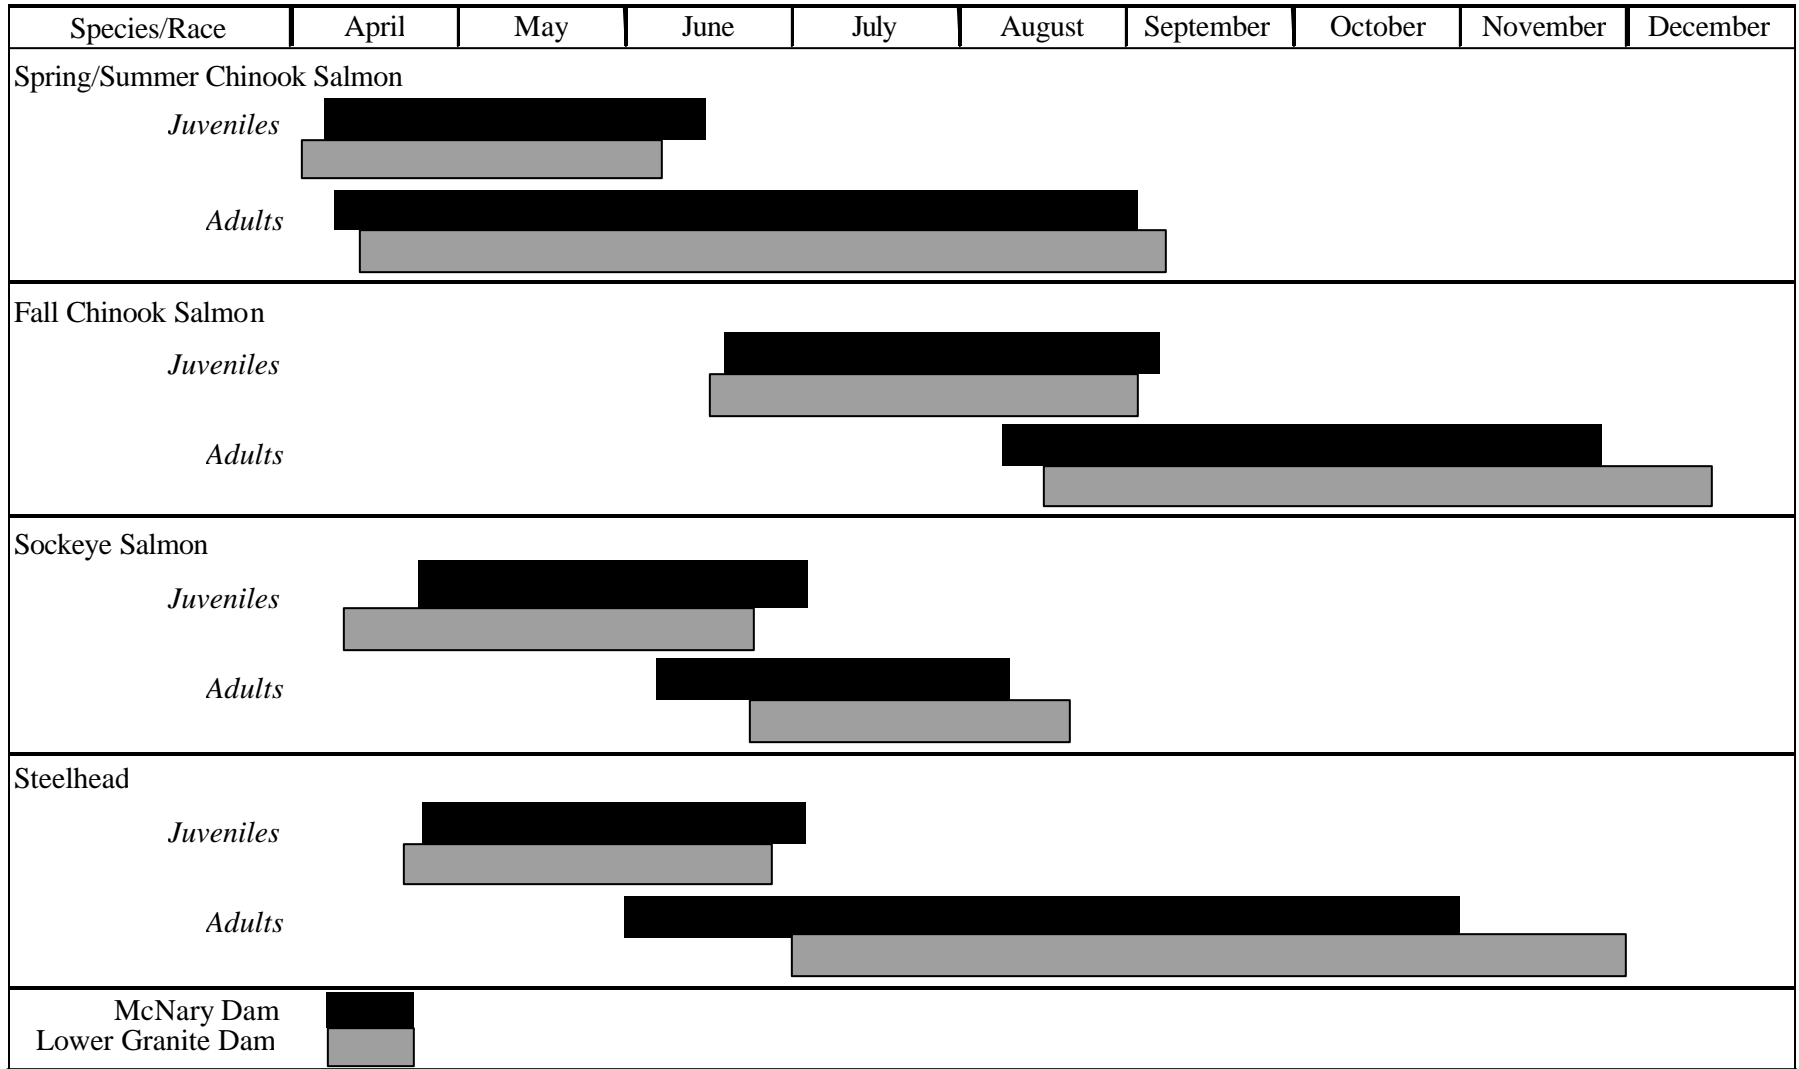 Species/Race April May June July August September October November December
Spring/Summer Chinook Salmon
Juveniles
Adults
Fall Chinook Salmon
Juveniles
Adults
Sockeye Salmon
Juveniles
Adults
Steelhead
Juveniles
Adults
McNary Dam
Lower Granite Dam